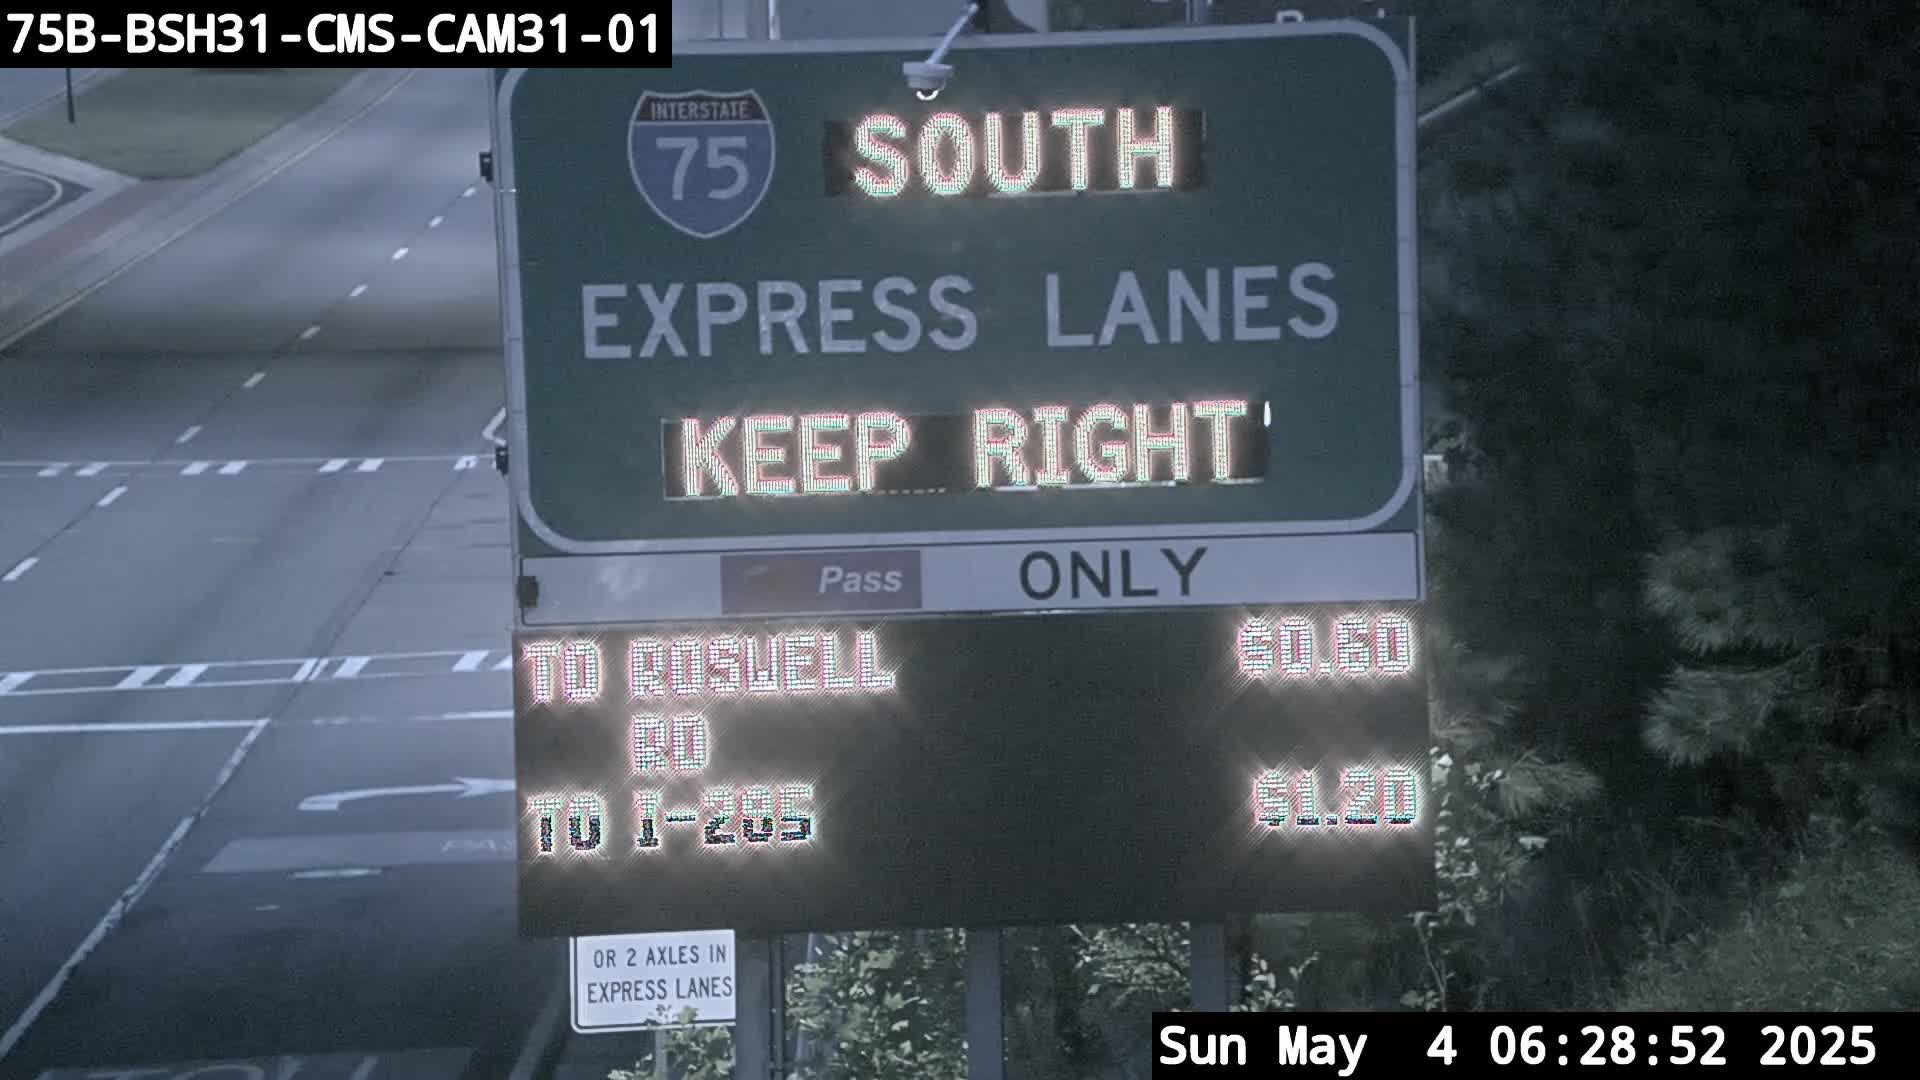 75B-BSH31-CMS-CAM31-01
INTERSTATE
75
SOUTH
EXPRESS LANES
KEEP RIGHT
Pass ONLY
TO ROSWELL $0.60
RD
TO I-285 $1.20
OR 2 AXLES IN
EXPRESS LANES
Sun May 4 06:28:52 2025